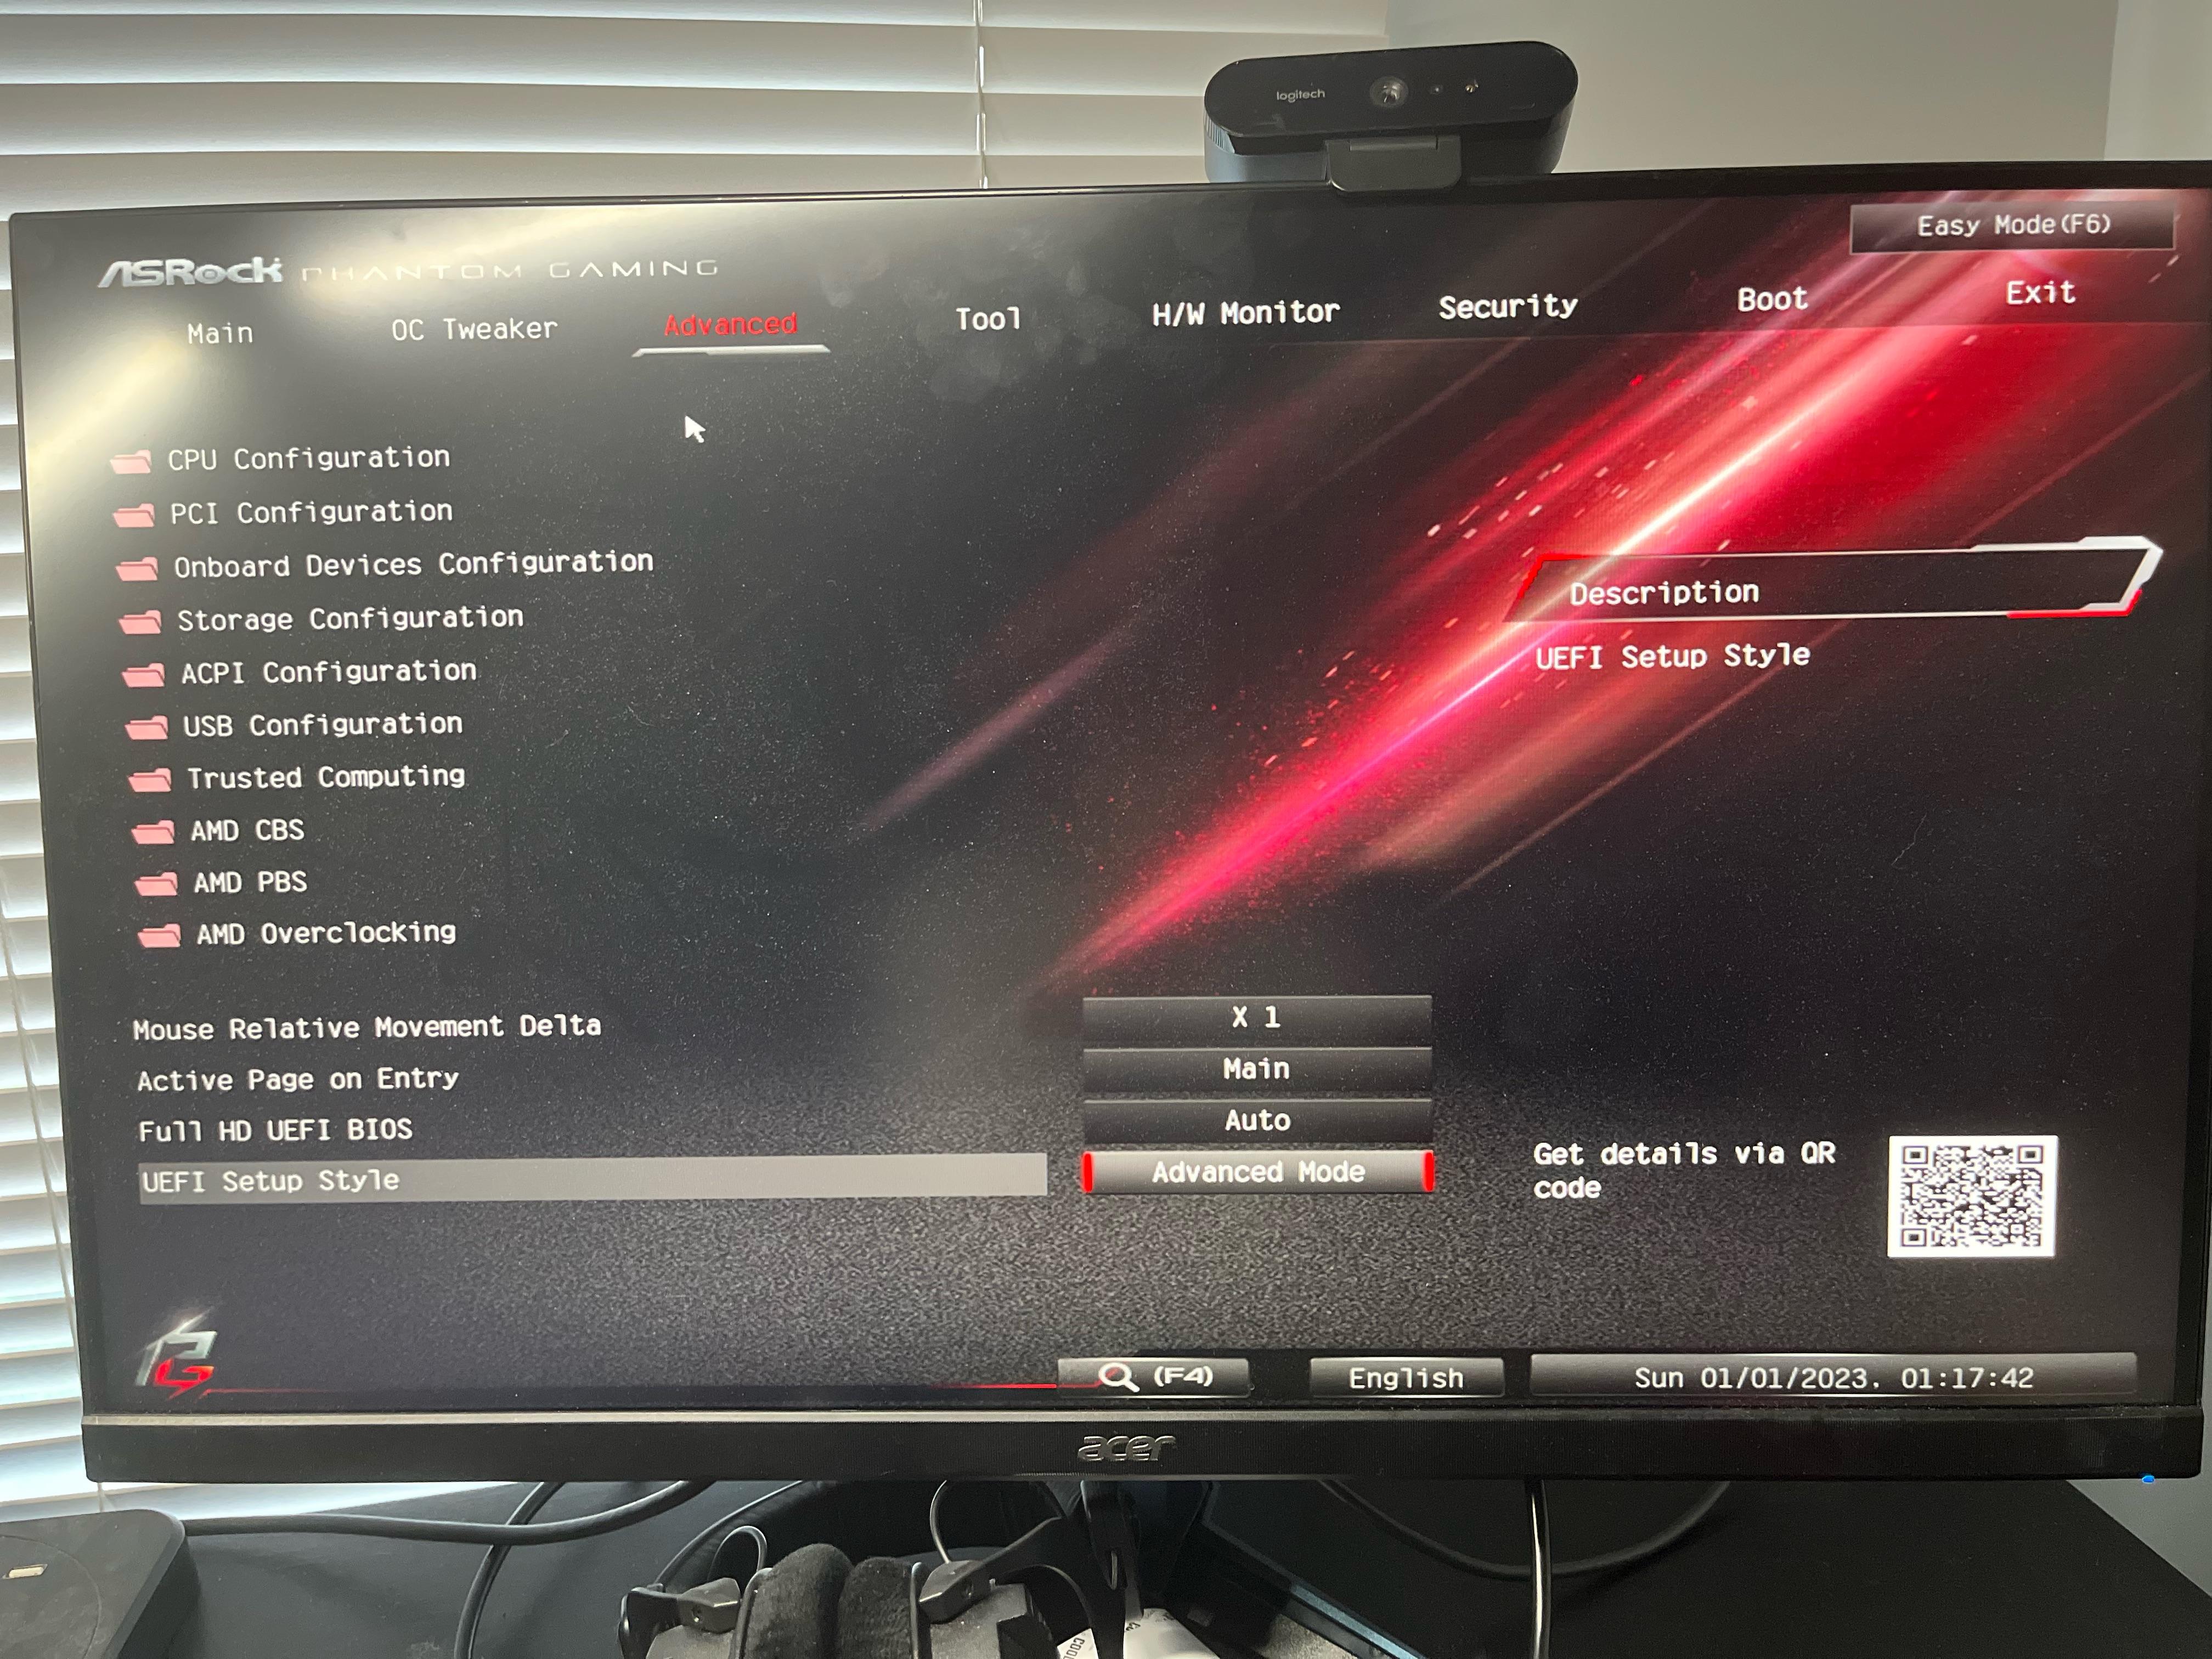 logitech
Easy Mode(F6)
ASRock PHANTOM GAMING
Main OC Tweaker Advanced Tool H/W Monitor Security Boot Exit
CPU Configuration
PCI Configuration
Onboard Devices Configuration
Storage Configuration
ACPI Configuration
USB Configuration
Trusted Computing
AMD CBS
AMD PBS
AMD Overclocking
Description
UEFI Setup Style
Mouse Relative Movement Delta X 1
Active Page on Entry Main
Full HD UEFI BIOS Auto
UEFI Setup Style Advanced Mode
Get details via QR
code
(F4) English Sun 01/01/2023. 01:17:42
acer